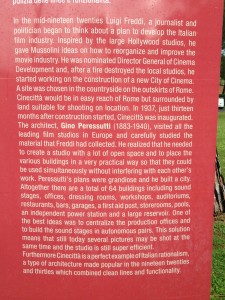 pulizia delle linee e funzionalità.
In the mid-nineteen twenties Luigi Freddi, a journalist and
politician began to think about a plan to develop the Italian
film industry. Inspired by the large Hollywood studios, he
gave Mussolini ideas on how to reorganize and improve the
movie industry. He was nominated Director General of Cinema
Development and, after a fire destroyed the local studios, he
started working on the construction of a new City of Cinema.
A site was chosen in the countryside on the outskirts of Rome.
Cinecittà would be in easy reach of Rome but surrounded by
land suitable for shooting on location. In 1937, just thirteen
months after construction started, Cinecittà was inaugurated.
The architect, Gino Peressutti (1883-1940), visited all the
leading film studios in Europe and carefully studied the
material that Freddi had collected. He realized that he needed
to create a studio with a lot of open space and to place the
various buildings in a very practical way so that they could
be used simultaneously without interfering with each other's
work. Peressutti's plans were grandiose and he built a city.
Altogether there are a total of 64 buildings including sound
stages, offices, dressing rooms, workshops, auditoriums,
restaurants, bars, garages, a first aid post, storerooms, pools,
an independent power station and a large reservoir. One of
the best ideas was to centralize the production offices and
to build the sound stages in autonomous pairs. This solution
means that still today several pictures may be shot at the
same time and the studio is still super efficient.
Furthermore Cinecittà is a perfect example of Italian rationalism,
a type of architecture made popular in the nineteen twenties
and thirties which combined clean lines and functionality.